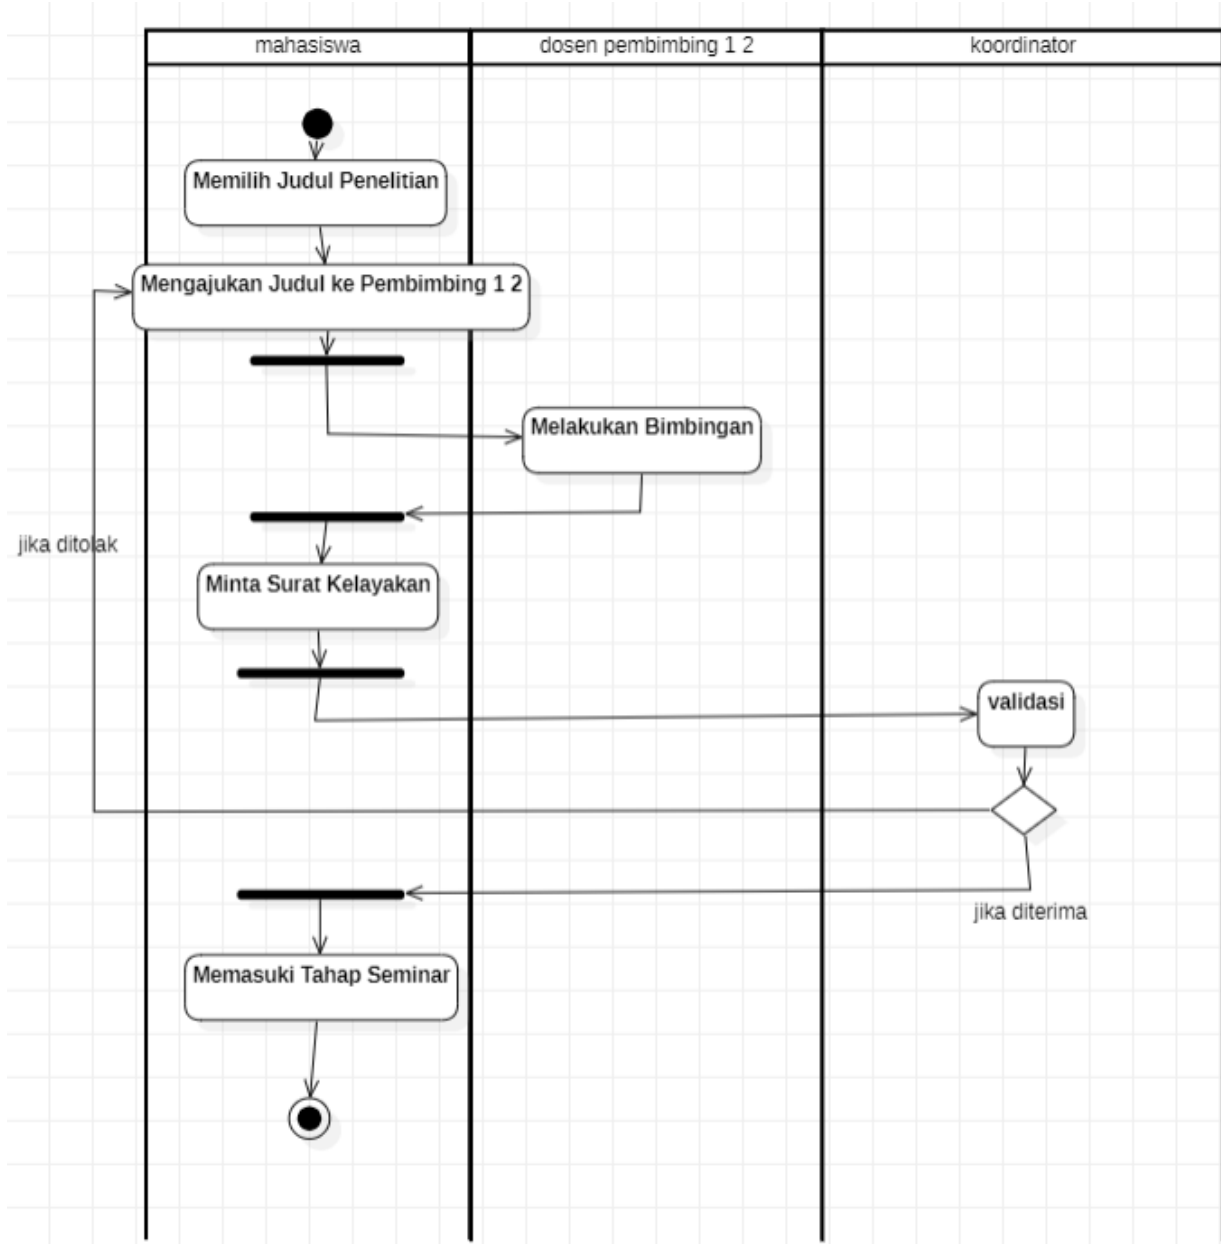 mahasiswa
dosen pembimbing 1 2
koordinator
Memilih Judul Penelitian
Mengajukan Judul ke Pembimbing 1 2
Melakukan Bimbingan
jika ditolak
Minta Surat Kelayakan
validasi
jika diterima
Memasuki Tahap Seminar